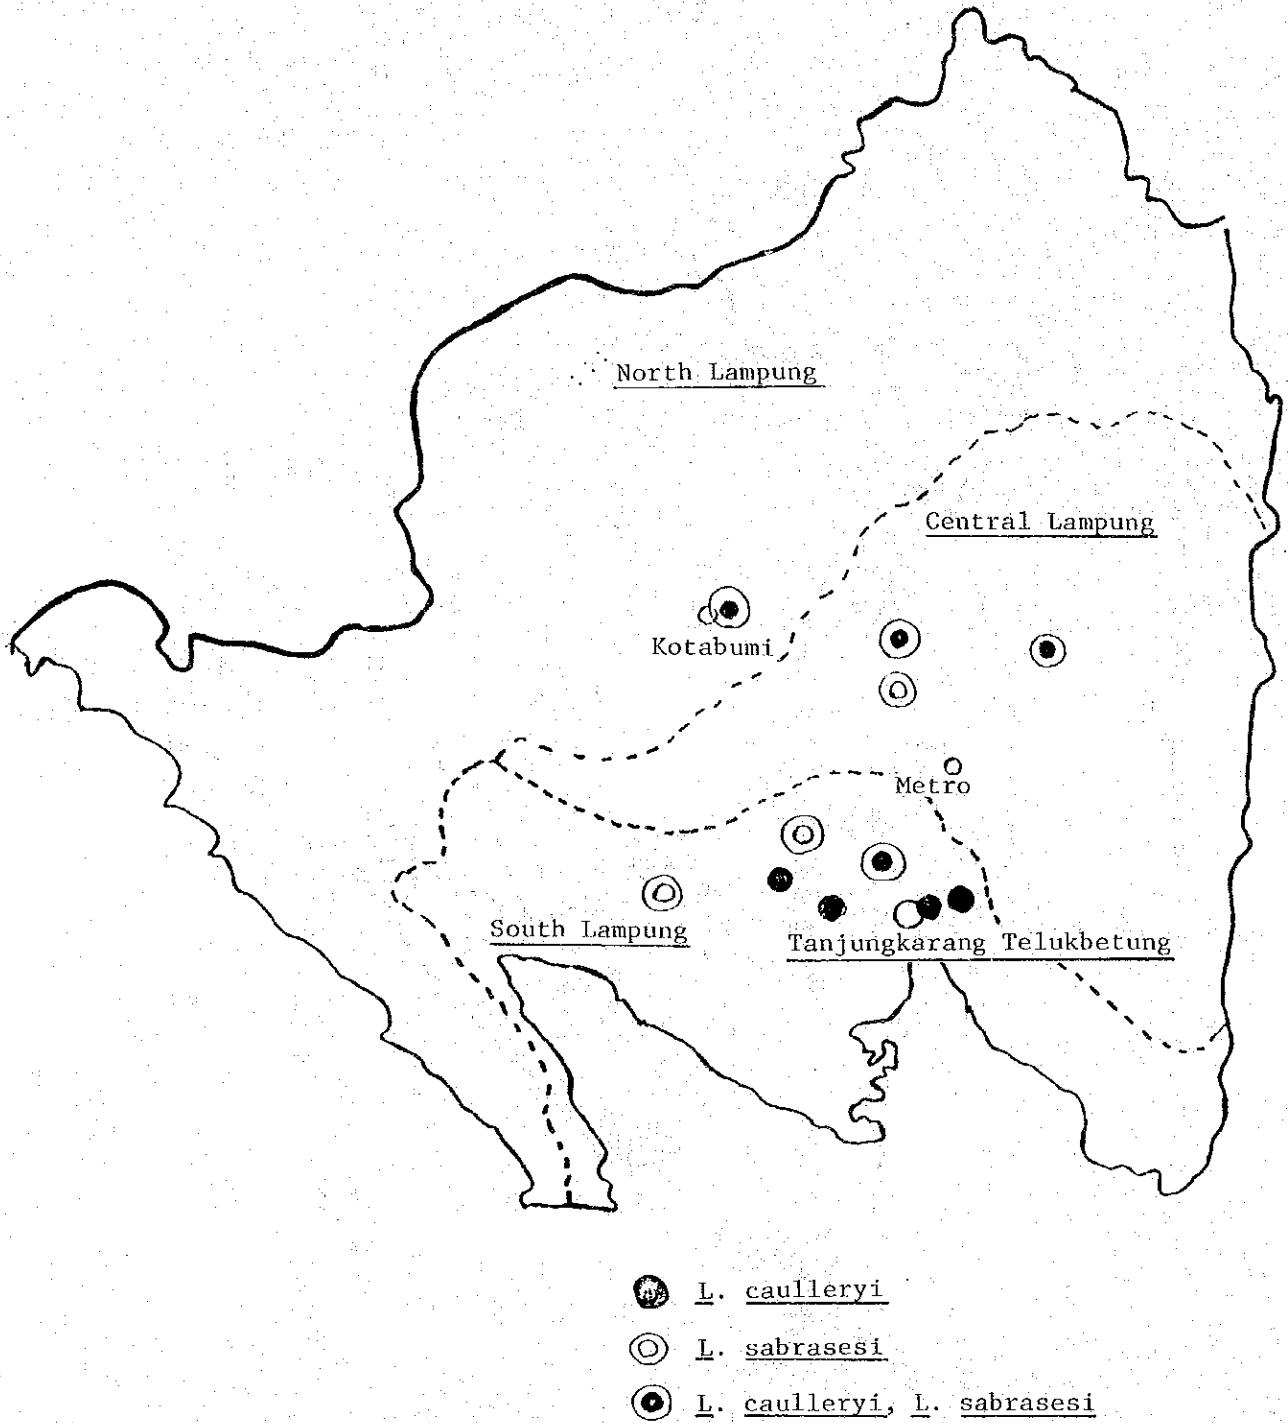 North Lampung
Central Lampung
Kotabumi
Metro
South Lampung
Tanjungkarang Telukbetung
L. caulleryi
L. sabrasesi
L. caulleryi, L. sabrasesi